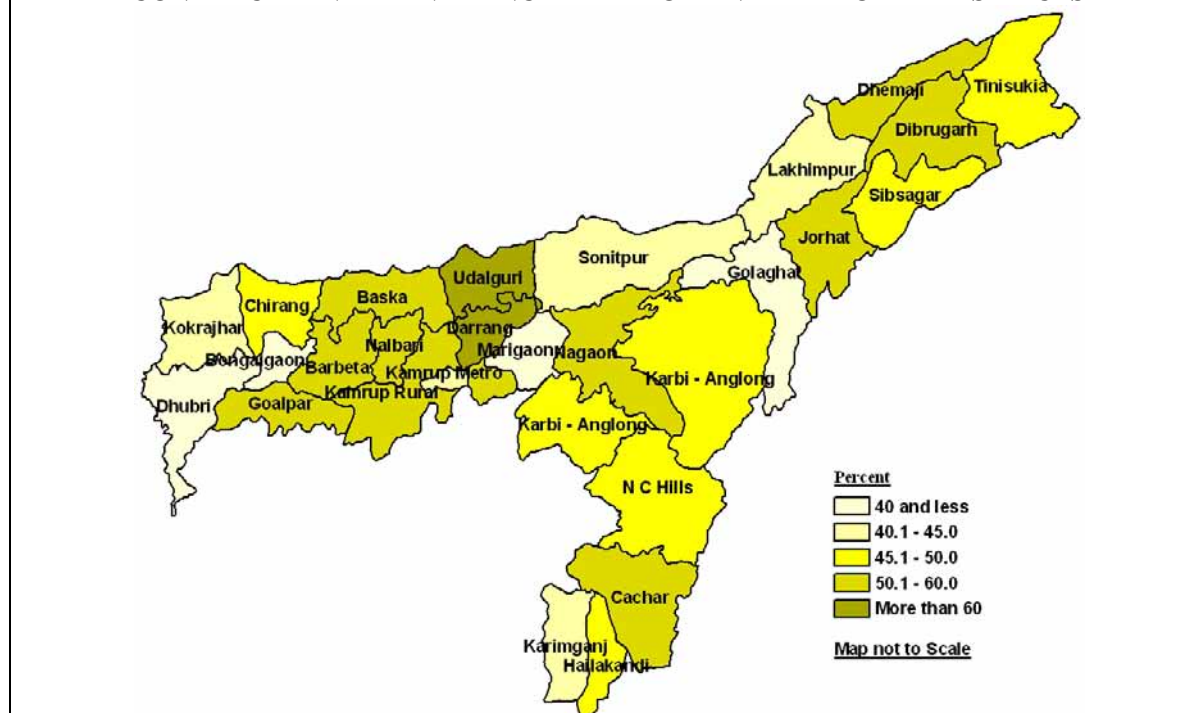 Dhemaji
Tinisukia
Dibrugarh
Lakhimpur
Sibsagar
Jorhat
Sonitpur
Golaghat
Udalguri
Baska
Chirang
Kokrajhar
Darrang
Nalbari
Marigaon
Nagaon
Bongaigaon
Barbeta
Kamrup Metro
Karbi - Anglong
Kamrup Rural
Dhubri
Goalpar
Karbi - Anglong
N C Hills
Cachar
Karimganj
Hailakandi
Percent
40 and less
40.1 - 45.0
45.1 - 50.0
50.1 - 60.0
More than 60
Map not to Scale